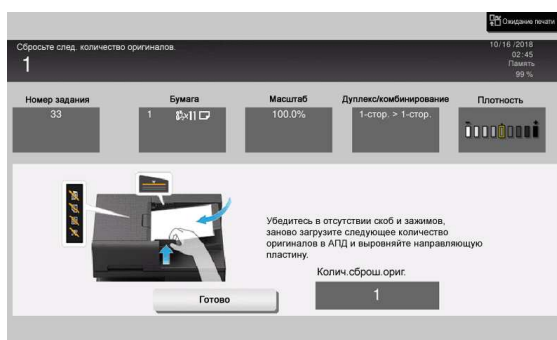 Ожидание печати
Сбросьте след. количество оригиналов.
1
10/16 /2018
02:45
Память
99 %
Номер задания
Бумага
Масштаб
Дуплекс/комбинирование
Плотность
33
1
100.0%
1-стор. > 1-стор.
Убедитесь в отсутствии скоб и зажимов,
заново загрузите следующее количество
оригиналов в АПД и выровняйте направляющую
пластину.
Колич.сброш.ориг.
Готово
1